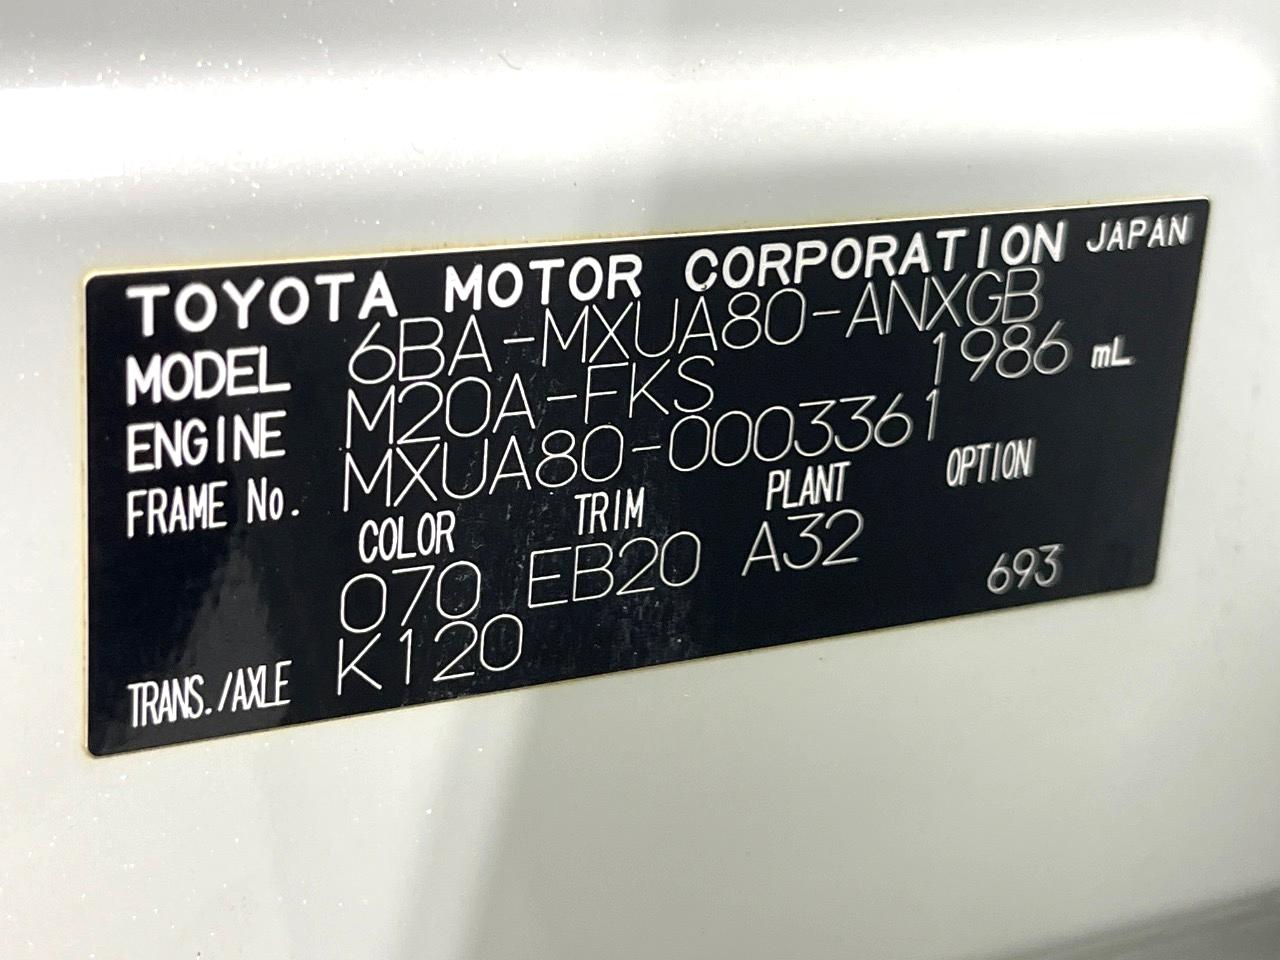 TOYOTA MOTOR CORPORATION JAPAN
MODEL 6BA-MXUA80-ANXGB
ENGINE M20A-FKS 1986 mL
FRAME No. MXUA80-0003361
COLOR TRIM PLANT OPTION
070 EB20 A32 693
TRANS./AXLE K120